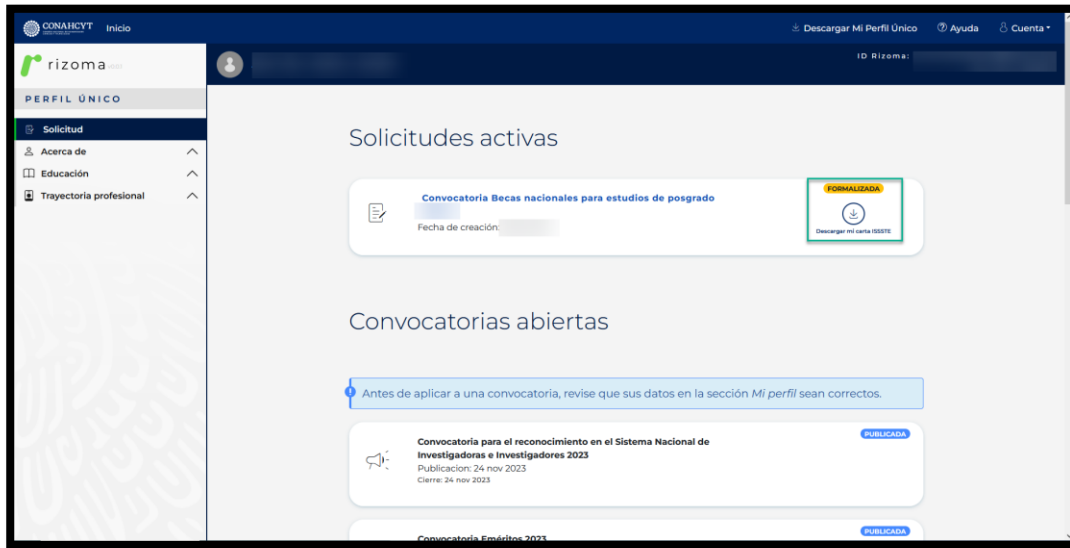 CONAHCYT Inicio
Descargar Mi Perfil Único Ayuda Cuenta
rizoma
ID Rizoma:
PERFIL ÚNICO
Solicitud
Acerca de
Educación
Trayectoria profesional
Solicitudes activas
Convocatoria Becas nacionales para estudios de posgrado
Fecha de creación:
FORMALIZADA
Descargar mi carta ISSSTE
Convocatorias abiertas
Antes de aplicar a una convocatoria, revise que sus datos en la sección Mi perfil sean correctos.
Convocatoria para el reconocimiento en el Sistema Nacional de
Investigadoras e Investigadores 2023
Publicacion: 24 nov 2023
Cierre: 24 nov 2023
PUBLICADA
Convocatoria Eméritos 2023
PUBLICADA